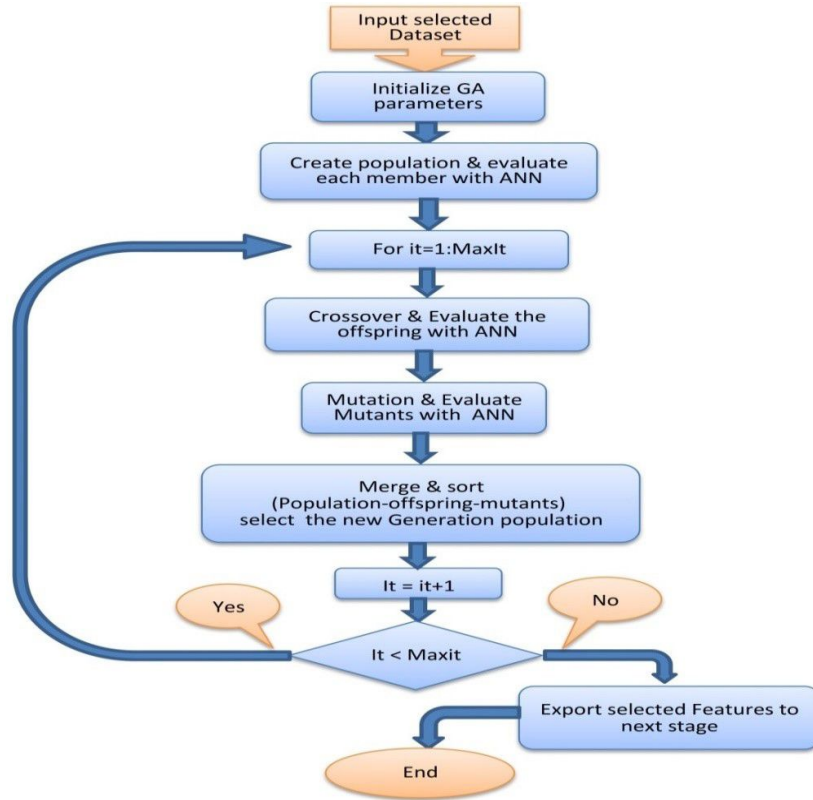 Input selected
Dataset
Initialize GA
parameters
Create population & evaluate
each member with ANN
For it=1:MaxIt
Crossover & Evaluate the
offspring with ANN
Mutation & Evaluate
Mutants with ANN
Merge & sort
(Population-offspring-mutants)
select the new Generation population
It = it+1
Yes
No
It < Maxit
Export selected Features to
next stage
End